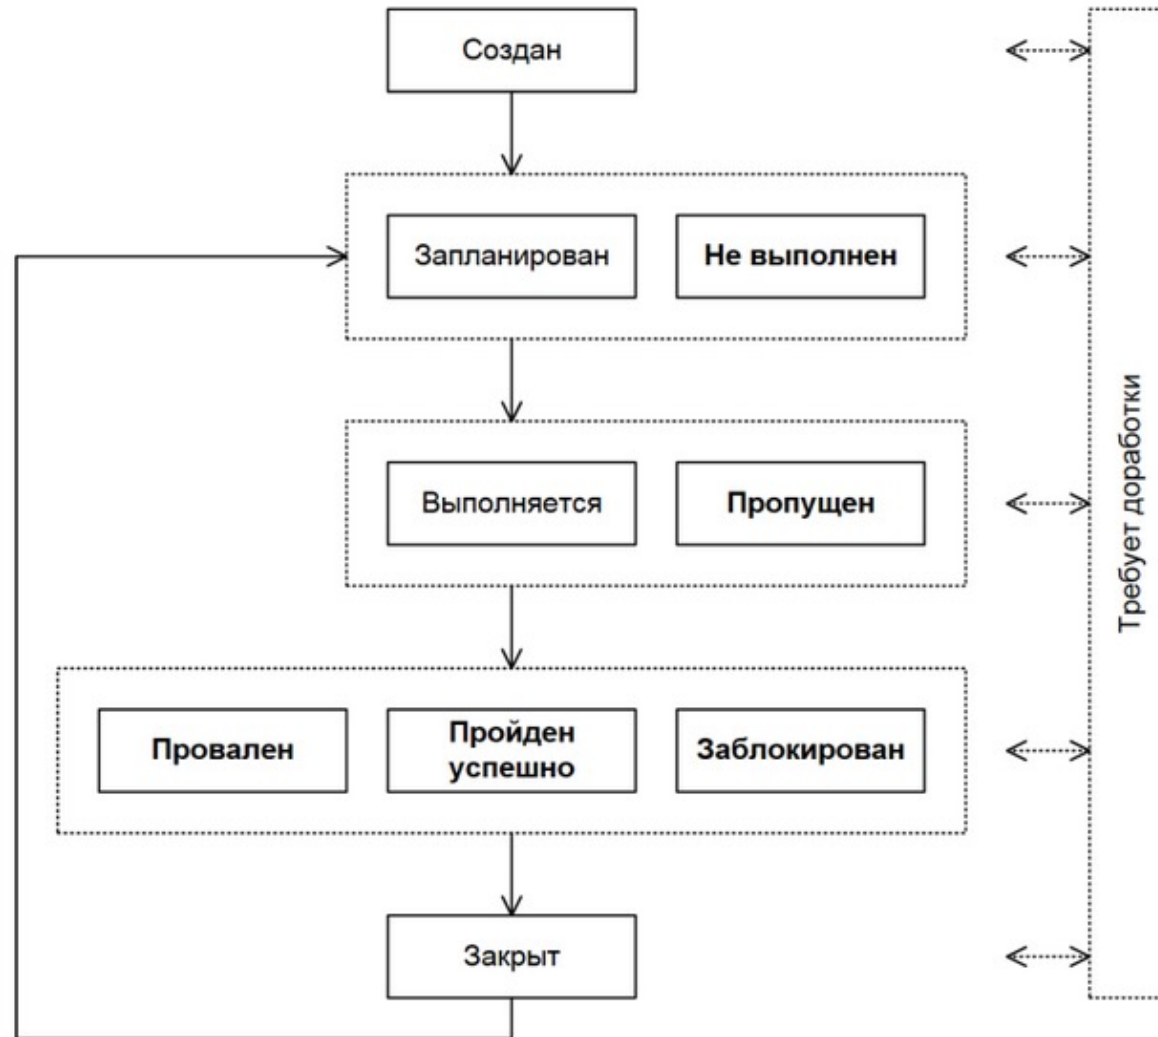 Создан
Запланирован
Не выполнен
Выполняется
Пропущен
Провален
Пройден
успешно
Заблокирован
Закрыт
Требует доработки